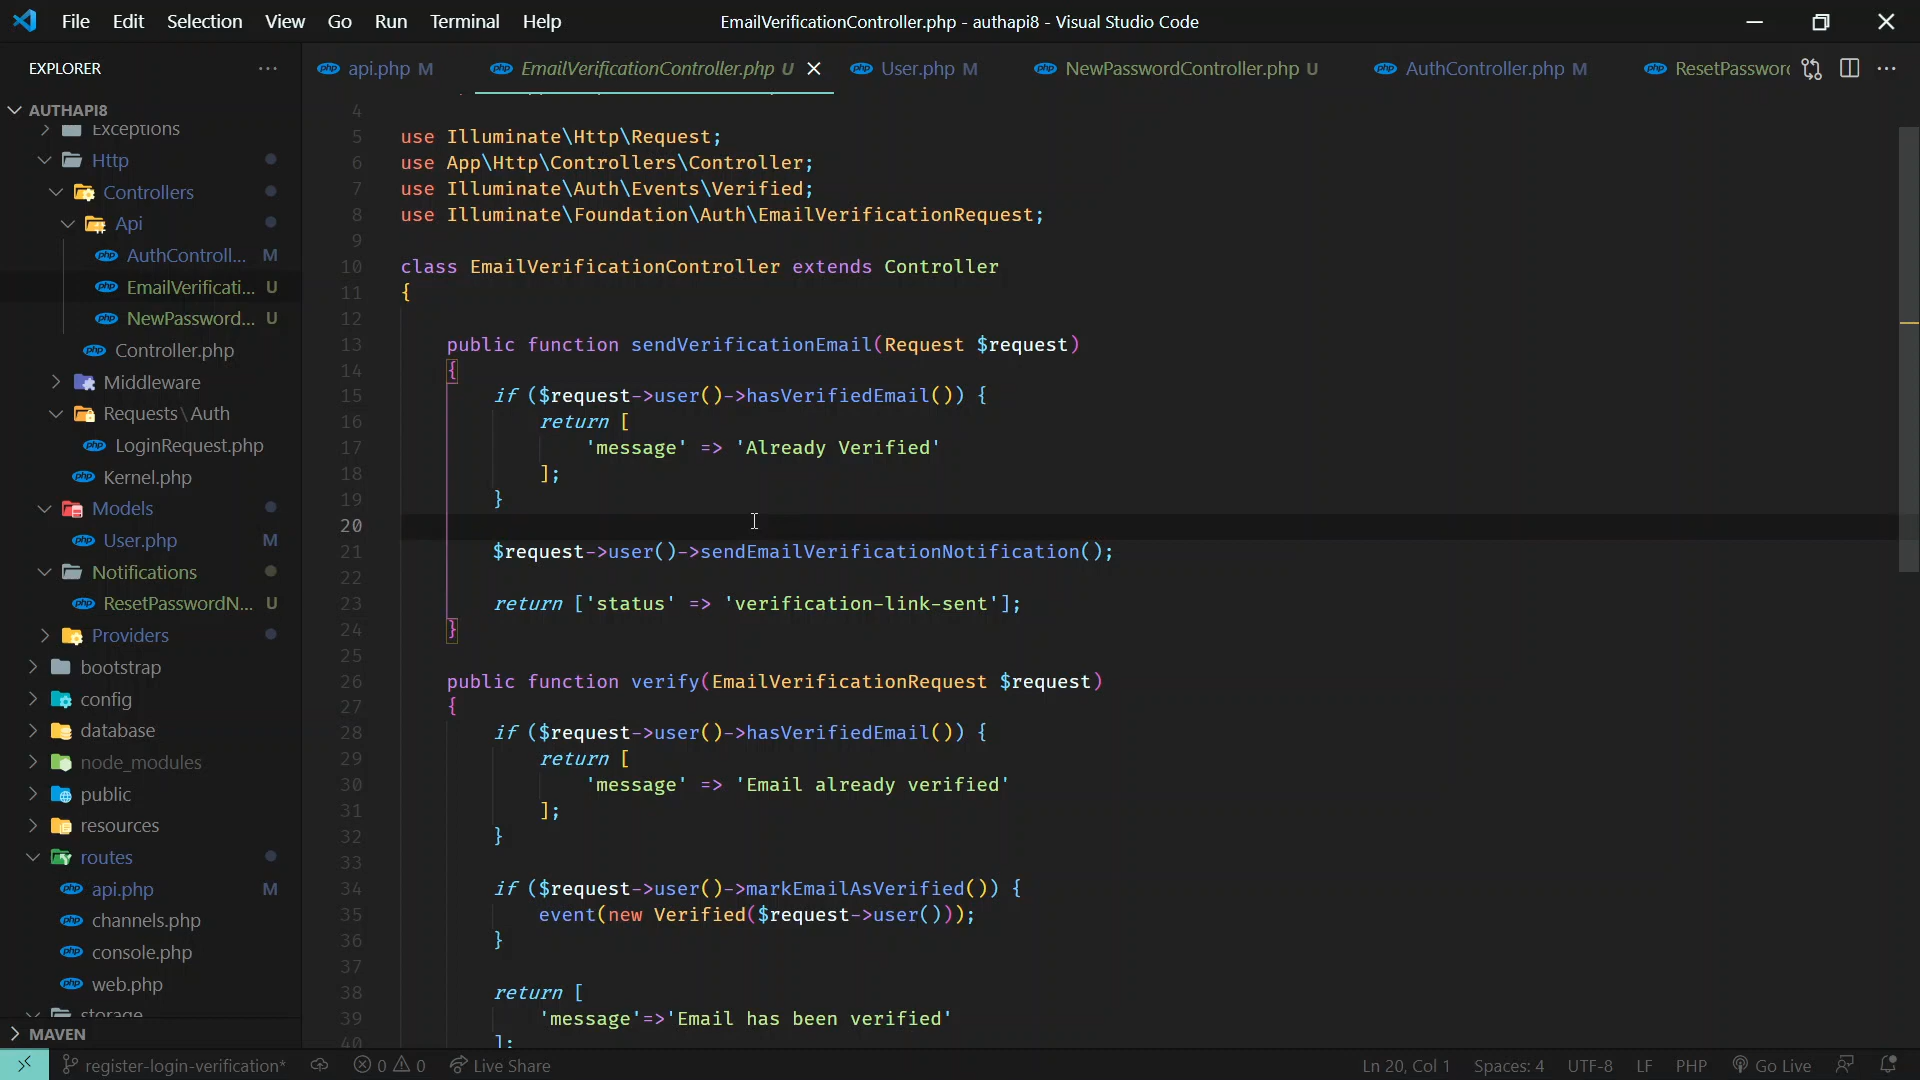 File Edit Selection View Go Run Terminal Help
EmailVerificationController.php - authapi8 - Visual Studio Code
EXPLORER
api.php M
EmailVerificationController.php U
User.php M
NewPasswordController.php U
AuthController.php M
ResetPassword
AUTHAPI8
Exceptions
Http
Controllers
Api
AuthControll... M
EmailVerificati... U
NewPassword... U
Controller.php
Middleware
Requests \ Auth
LoginRequest.php
Kernel.php
Models
User.php M
Notifications
ResetPasswordN... U
Providers
bootstrap
config
database
node_modules
public
resources
routes
api.php M
channels.php
console.php
web.php
storage
MAVEN
4
5 use Illuminate\Http\Request;
6 use App\Http\Controllers\Controller;
7 use Illuminate\Auth\Events\Verified;
8 use Illuminate\Foundation\Auth\EmailVerificationRequest;
9
10 class EmailVerificationController extends Controller
11 {
12
13 public function sendVerificationEmail(Request $request)
14 {
15 if ($request->user()->hasVerifiedEmail()) {
16 return [
17 'message' => 'Already Verified'
18 ];
19 }
20
21 $request->user()->sendEmailVerificationNotification();
22
23 return ['status' => 'verification-link-sent'];
24 }
25
26 public function verify(EmailVerificationRequest $request)
27 {
28 if ($request->user()->hasVerifiedEmail()) {
29 return [
30 'message' => 'Email already verified'
31 ];
32 }
33
34 if ($request->user()->markEmailAsVerified()) {
35 event(new Verified($request->user()));
36 }
37
38 return [
39 'message'=>'Email has been verified'
40 ];
register-login-verification* 0 0 Live Share
Ln 20, Col 1 Spaces: 4 UTF-8 LF PHP Go Live